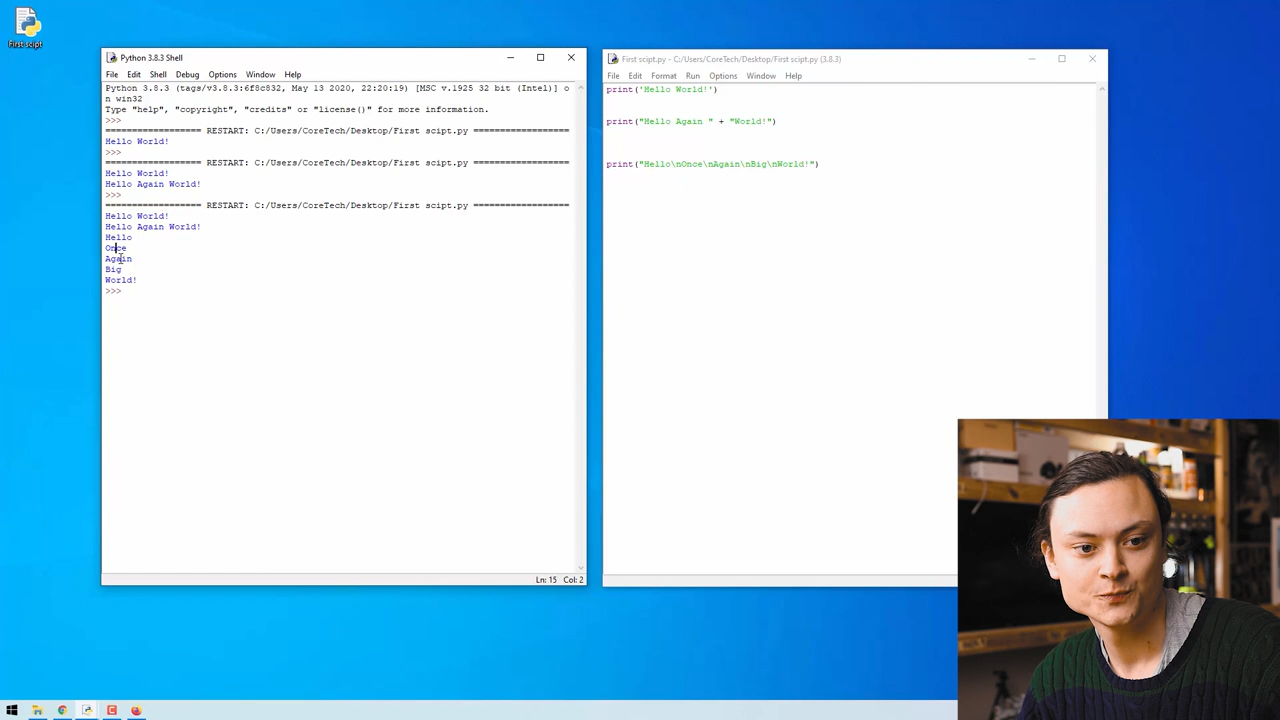 First scipt
Python 3.8.3 Shell
File Edit Shell Debug Options Window Help
Python 3.8.3 (tags/v3.8.3:6f8c832, May 13 2020, 22:20:19) [MSC v.1925 32 bit (Intel)] o
n win32
Type "help", "copyright", "credits" or "license()" for more information.
>>>
================== RESTART: C:/Users/CoreTech/Desktop/First scipt.py ==================
Hello World!
>>>
================== RESTART: C:/Users/CoreTech/Desktop/First scipt.py ==================
Hello World!
Hello Again World!
>>>
================== RESTART: C:/Users/CoreTech/Desktop/First scipt.py ==================
Hello World!
Hello Again World!
Hello
Once
Again
Big
World!
>>>
Ln: 15 Col: 2
First scipt.py - C:/Users/CoreTech/Desktop/First scipt.py (3.8.3)
File Edit Format Run Options Window Help
print('Hello World!')
print("Hello Again " + "World!")
print("Hello\nOnce\nAgain\nBig\nWorld!")